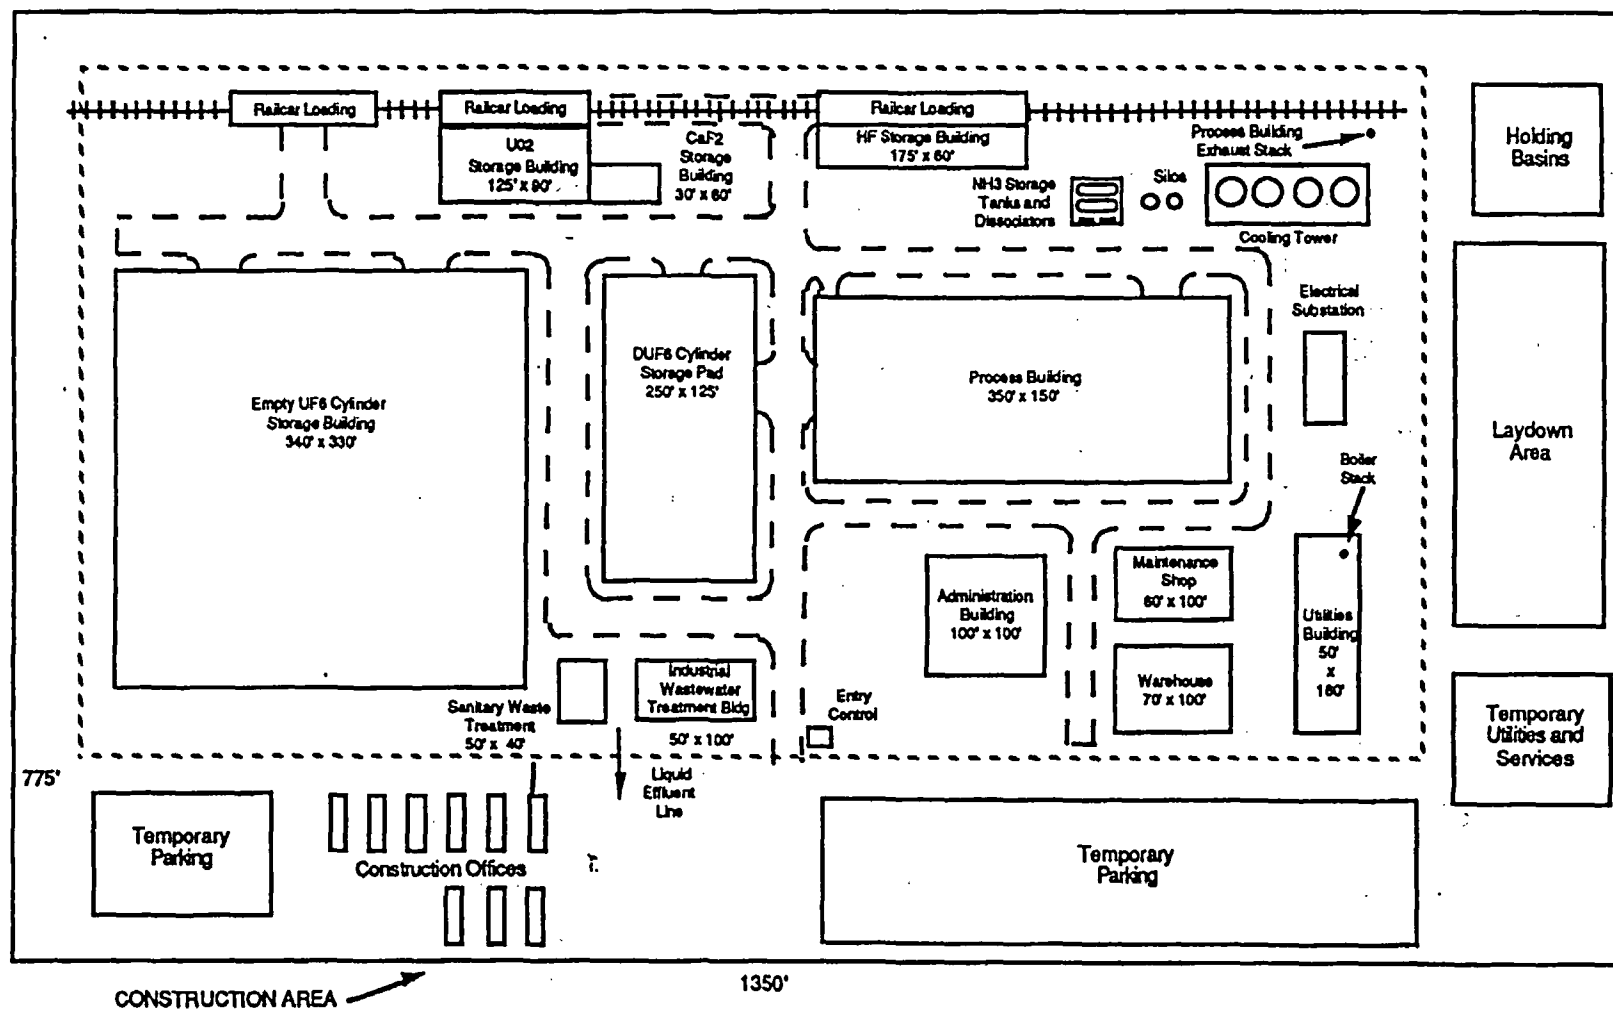 Railcar Loading
Railcar Loading
Railcar Loading
U02
Storage Building
125' x 90'
CaF2
Storage
Building
30' x 60'
HF Storage Building
175' x 60'
Process Building
Exhaust Stack
Holding
Basins
NH3 Storage
Tanks and
Dissociators
Silos
Cooling Tower
Electrical
Substation
Empty UF6 Cylinder
Storage Building
340' x 330'
DUF6 Cylinder
Storage Pad
250' x 125'
Process Building
350' x 150'
Laydown
Area
Boiler
Stack
Administration
Building
100' x 100'
Maintenance
Shop
60' x 100'
Utilities
Building
50'
x
160'
Warehouse
70' x 100'
Sanitary Waste
Treatment
50' x 40'
Industrial
Wastewater
Treatment Bldg
50' x 100'
Entry
Control
Temporary
Utilities and
Services
775'
Liquid
Effluent
Line
Temporary
Parking
Construction Offices
Temporary
Parking
1350'
CONSTRUCTION AREA